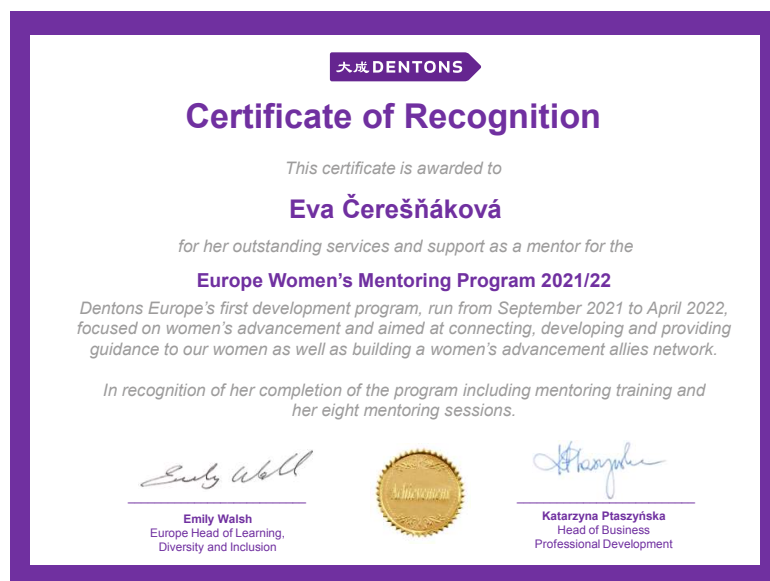 大成 DENTONS
Certificate of Recognition
This certificate is awarded to
Eva Čerešňáková
for her outstanding services and support as a mentor for the
Europe Women’s Mentoring Program 2021/22
Dentons Europe’s first development program, run from September 2021 to April 2022,
focused on women’s advancement and aimed at connecting, developing and providing
guidance to our women as well as building a women’s advancement allies network.
In recognition of her completion of the program including mentoring training and
her eight mentoring sessions.
Emily Wall
Achievement
Emily Walsh
Europe Head of Learning,
Diversity and Inclusion
Katarzyna Ptaszyńska
Head of Business
Professional Development